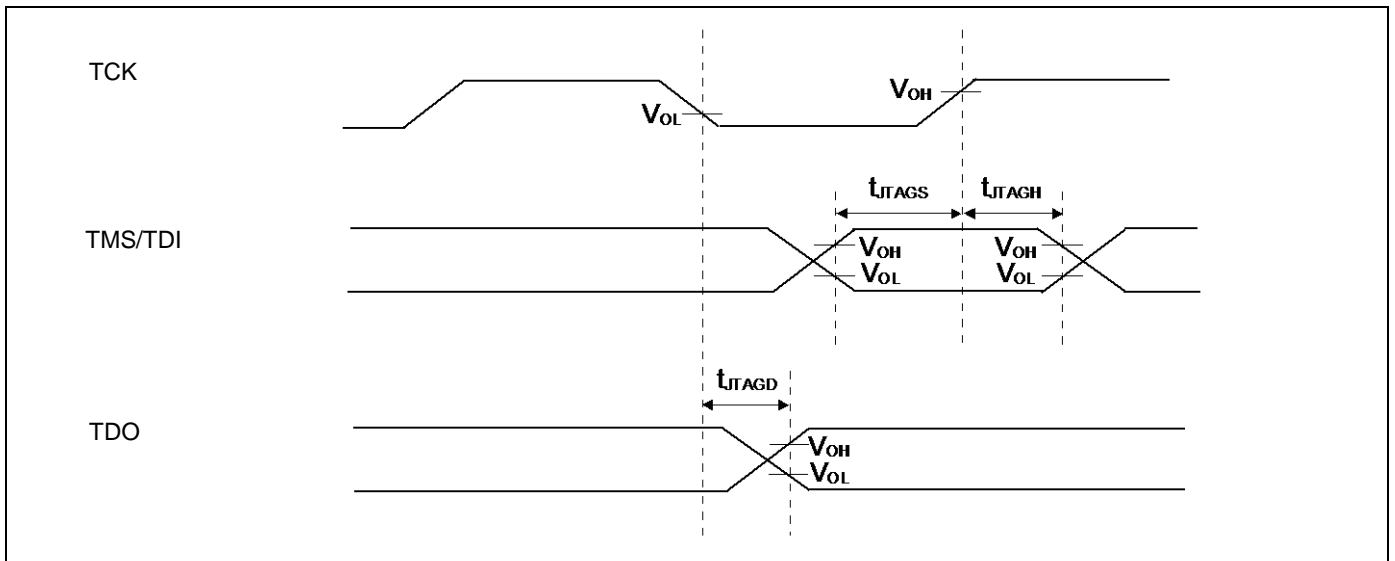 TCK
VOH
VOL
tJTAGS tJTAGH
TMS/TDI
VOH VOH
VOL VOL
tJTAGD
TDO
VOH
VOL